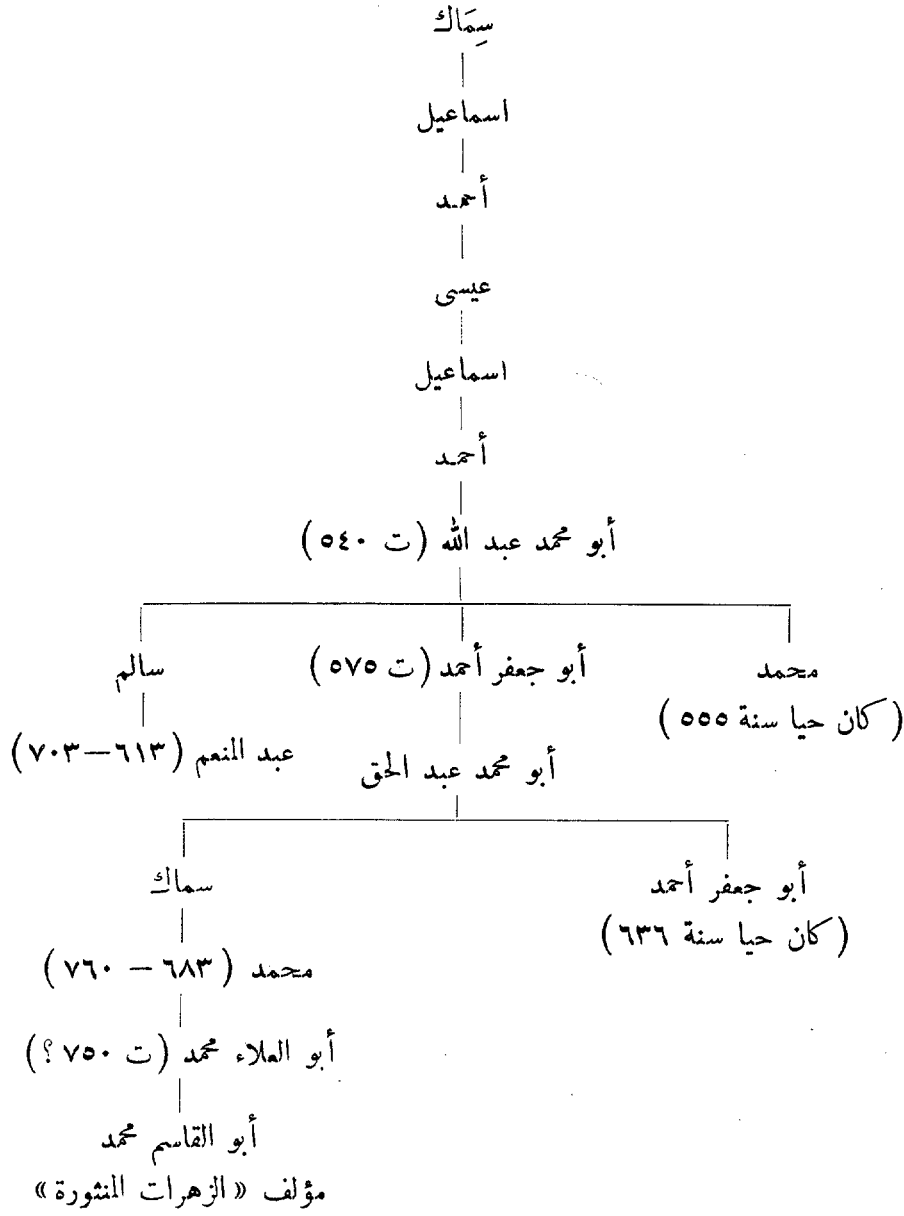 سِمَاك
اسماعيل
أحمد
عيسى
اسماعيل
أحمد
أبو محمد عبد الله (ت ٥٤٠)
محمد
(كان حيا سنة ٥٥٥)
أبو جعفر أحمد (ت ٥٧٥)
سالم
عبد المنعم (٦١٣—٧٠٣)
أبو محمد عبد الحق
أبو جعفر أحمد
(كان حيا سنة ٦٣٦)
سماك
محمد (٦٨٣ — ٧٦٠)
أبو العلاء محمد (ت ٧٥٠ ؟)
أبو القاسم محمد
مؤلف «الزهرات المنثورة»